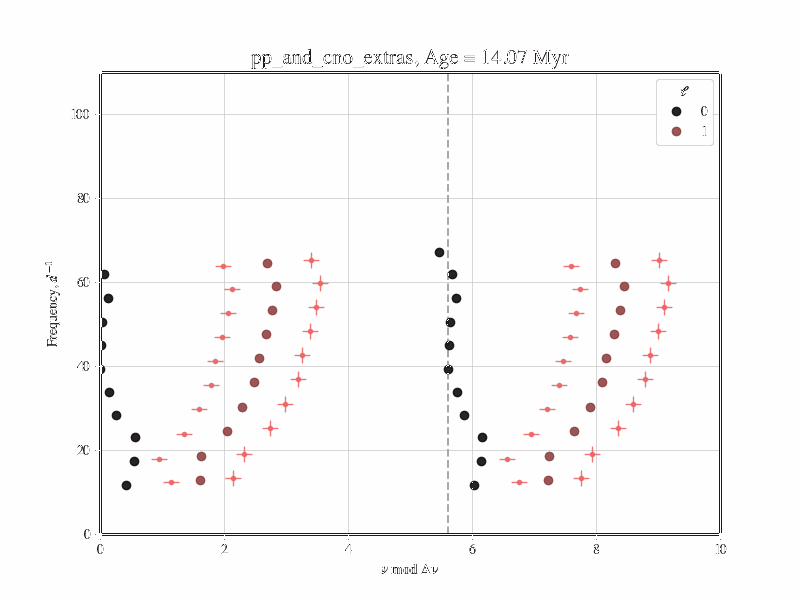 pp_and_cno_extras, Age = 14.07 Myr
ℓ
0
1
100
80
60
40
20
0
Frequency, d⁻¹
0 2 4 6 8 10
ν mod Δν